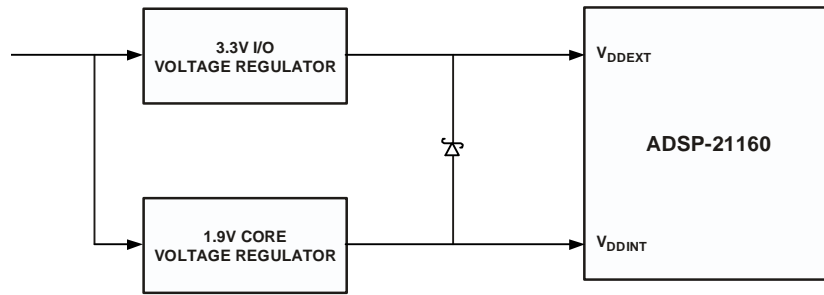 3.3V I/O
VOLTAGE REGULATOR
VDDEXT
ADSP-21160
1.9V CORE
VOLTAGE REGULATOR
VDDINT